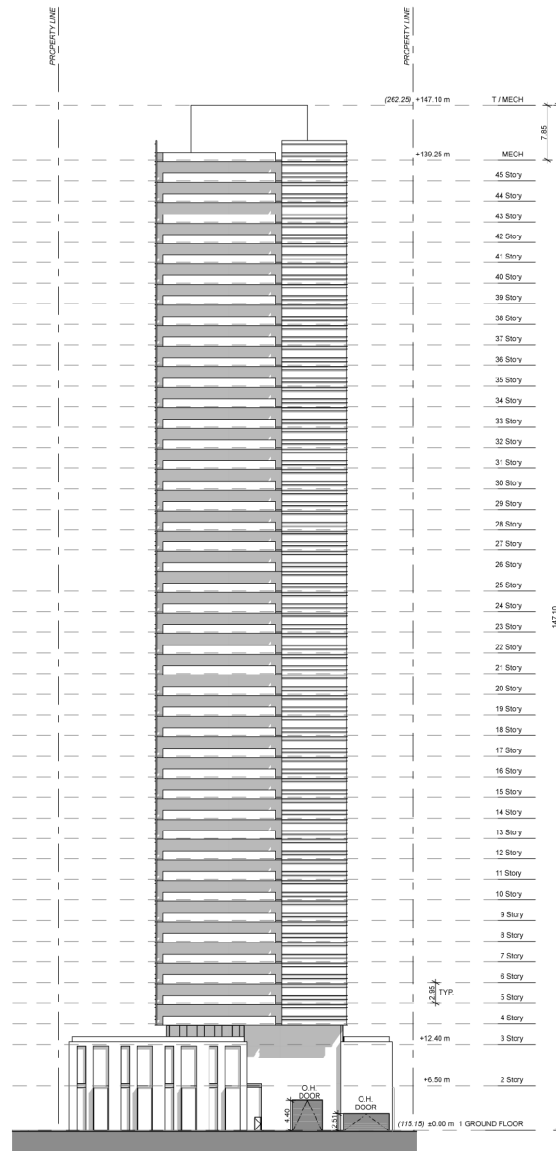 PROPERTY LINE
PROPERTY LINE
(262.25) +147.10 m T / MECH
7.85
+139.25 m MECH
45 Story
44 Story
43 Story
42 Story
41 Story
40 Story
39 Story
38 Story
37 Story
36 Story
35 Story
34 Story
33 Story
32 Story
31 Story
30 Story
29 Story
28 Story
27 Story
26 Story
25 Story
24 Story
147.10
23 Story
22 Story
21 Story
20 Story
19 Story
18 Story
17 Story
16 Story
15 Story
14 Story
13 Story
12 Story
11 Story
10 Story
9 Story
8 Story
7 Story
6 Story
2.95 TYP.
5 Story
4 Story
+12.40 m 3 Story
+6.50 m 2 Story
O.H.
DOOR
4.40
O.H.
DOOR
2.51
(115.15) ±0.00 m 1 GROUND FLOOR